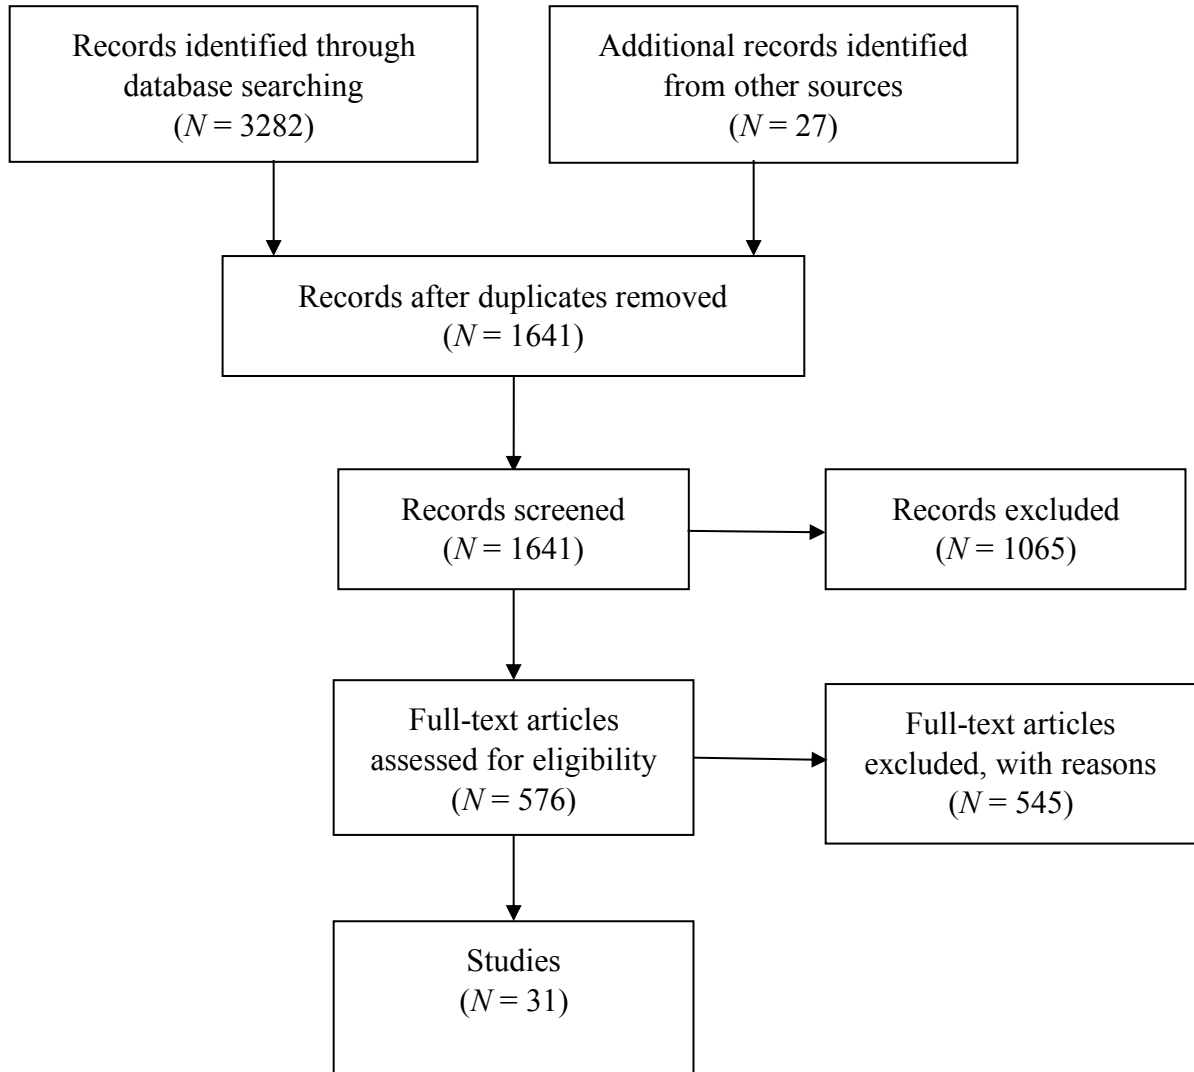 Records identified through
database searching
(N = 3282)
Additional records identified
from other sources
(N = 27)
Records after duplicates removed
(N = 1641)
Records screened
(N = 1641)
Records excluded
(N = 1065)
Full-text articles
assessed for eligibility
(N = 576)
Full-text articles
excluded, with reasons
(N = 545)
Studies
(N = 31)